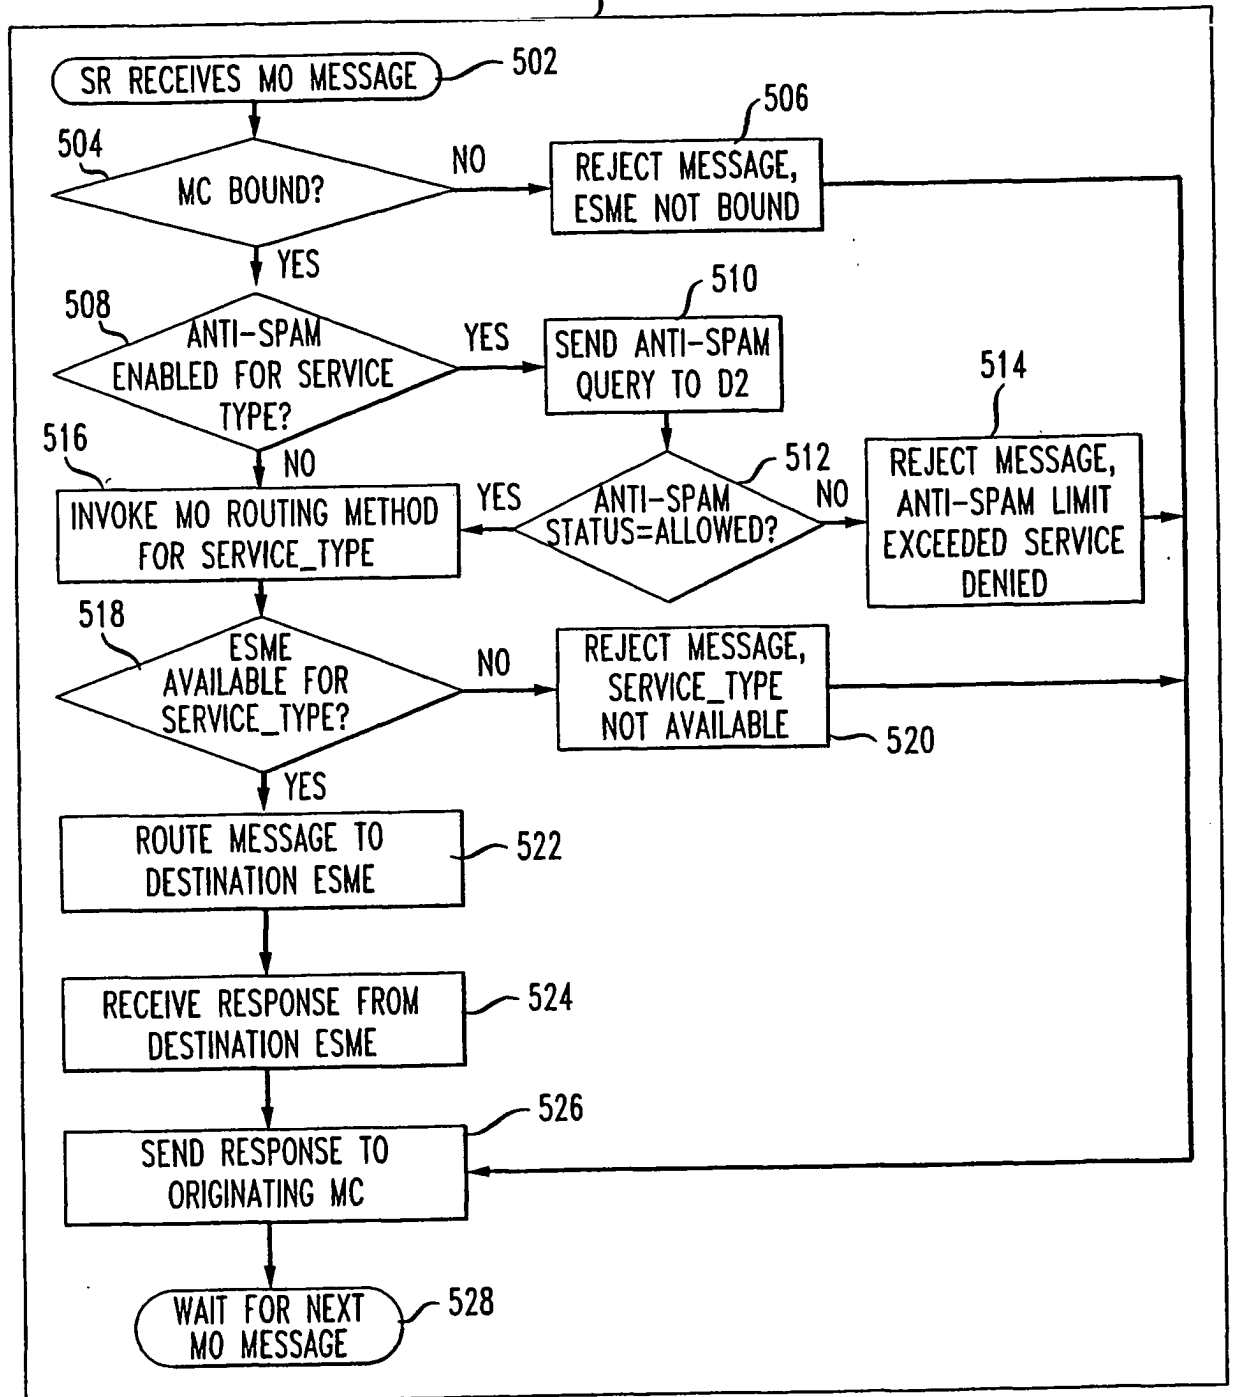 SR RECEIVES MO MESSAGE
502
504
MC BOUND?
NO
506
REJECT MESSAGE,
ESME NOT BOUND
YES
508
ANTI-SPAM
ENABLED FOR SERVICE
TYPE?
YES
510
SEND ANTI-SPAM
QUERY TO D2
514
REJECT MESSAGE,
ANTI-SPAM LIMIT
EXCEEDED SERVICE
DENIED
516
NO
INVOKE MO ROUTING METHOD
FOR SERVICE_TYPE
YES
512
ANTI-SPAM
STATUS=ALLOWED?
NO
518
ESME
AVAILABLE FOR
SERVICE_TYPE?
NO
REJECT MESSAGE,
SERVICE_TYPE
NOT AVAILABLE
520
YES
ROUTE MESSAGE TO
DESTINATION ESME
522
RECEIVE RESPONSE FROM
DESTINATION ESME
524
526
SEND RESPONSE TO
ORIGINATING MC
WAIT FOR NEXT
MO MESSAGE
528